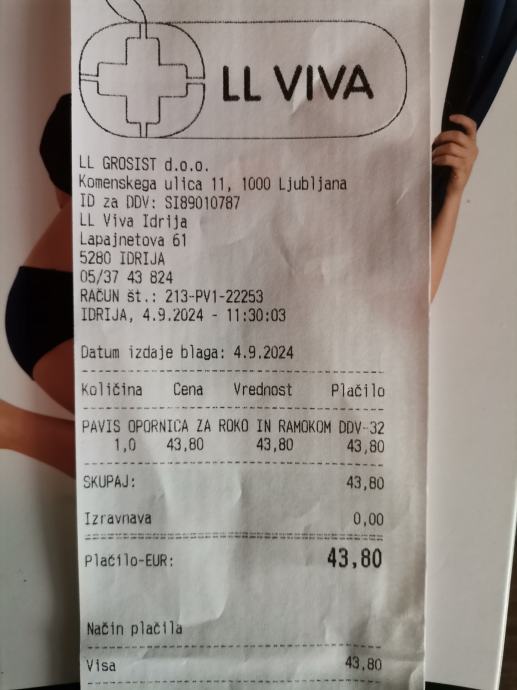 LL VIVA
LL GROSIST d.o.o.
Komenskega ulica 11, 1000 Ljubljana
ID za DDV: SI89010787
LL Viva Idrija
Lapajnetova 61
5280 IDRIJA
05/37 43 824
RAČUN št.: 213-PV1-22253
IDRIJA, 4.9.2024 - 11:30:03
Datum izdaje blaga: 4.9.2024
Količina Cena Vrednost Plačilo
PAVIS OPORNICA ZA ROKO IN RAMOKOM DDV-32
1,0 43,80 43,80 43,80
SKUPAJ: 43,80
Izravnava 0,00
Plačilo-EUR: 43,80
Način plačila
Visa 43,80